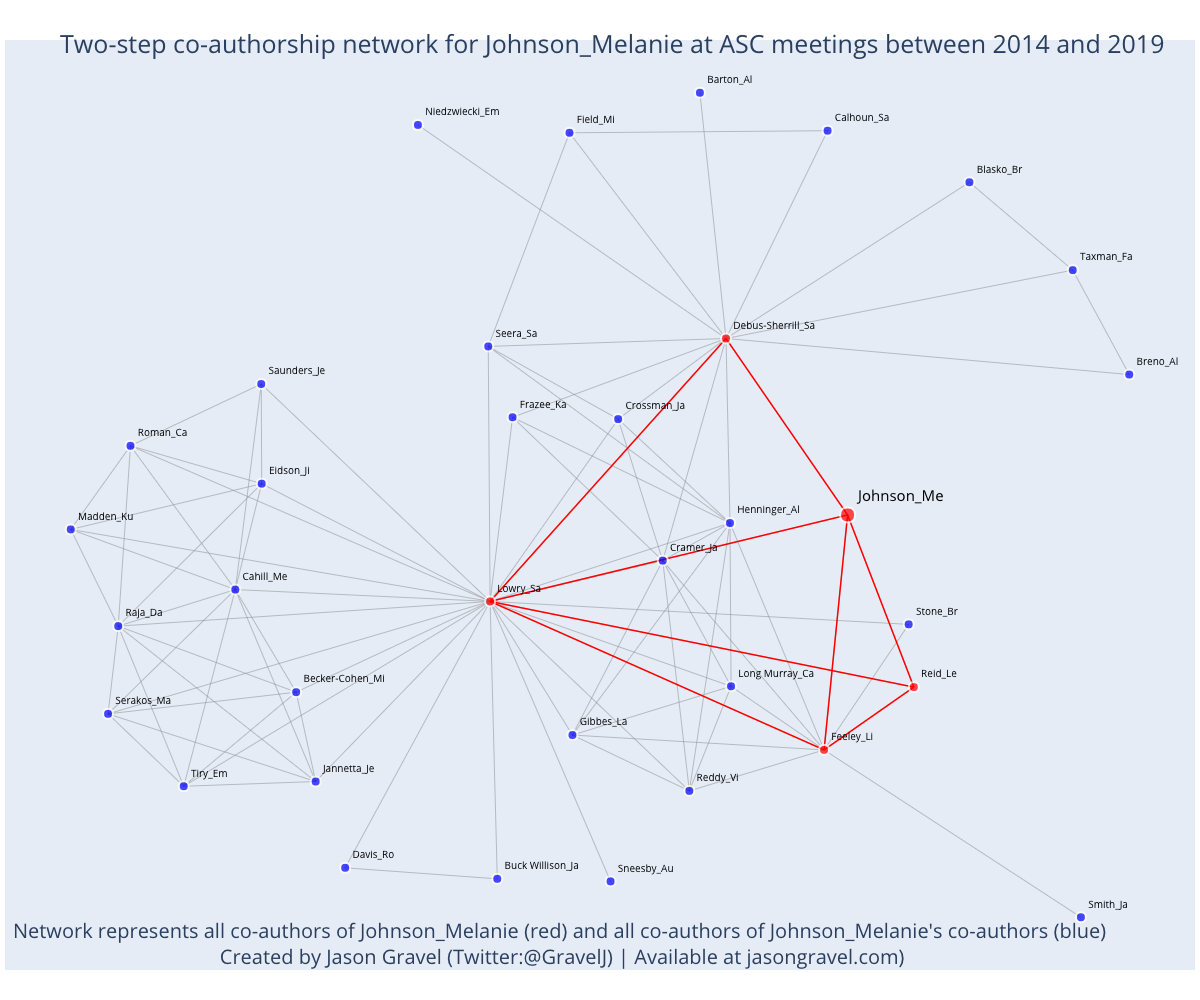 Two-step co-authorship network for Johnson_Melanie at ASC meetings between 2014 and 2019
Barton_Al
Niedzwiecki_Em
Field_Mi
Calhoun_Sa
Blasko_Br
Taxman_Fa
Debus-Sherrill_Sa
Seera_Sa
Breno_Al
Saunders_Je
Frazee_Ka
Crossman_Ja
Roman_Ca
Eidson_Ji
Johnson_Me
Madden_Ku
Henninger_Al
Cramer_Ja
Cahill_Me
Lowry_Sa
Raja_Da
Stone_Br
Long Murray_Ca
Reid_Le
Becker-Cohen_Mi
Serakos_Ma
Gibbes_La
Feeley_Li
Tiry_Em
Jannetta_Je
Reddy_Vi
Davis_Ro
Buck Willison_Ja
Sneesby_Au
Smith_Ja
Network represents all co-authors of Johnson_Melanie (red) and all co-authors of Johnson_Melanie's co-authors (blue)
Created by Jason Gravel (Twitter:@GravelJ) | Available at jasongravel.com)